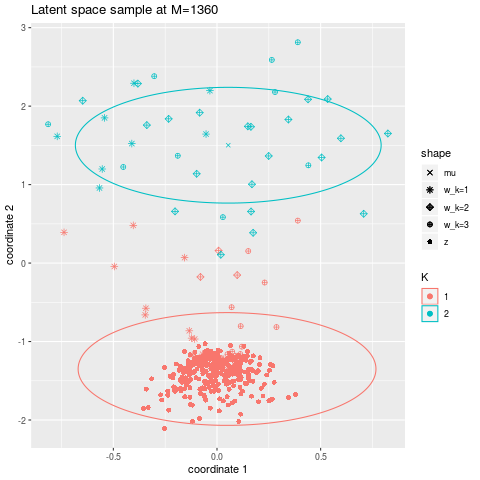 Latent space sample at M=1360
3
2
1
0
-1
-2
coordinate 2
-0.5
0.0
0.5
coordinate 1
shape
mu
w_k=1
w_k=2
w_k=3
z
K
1
2